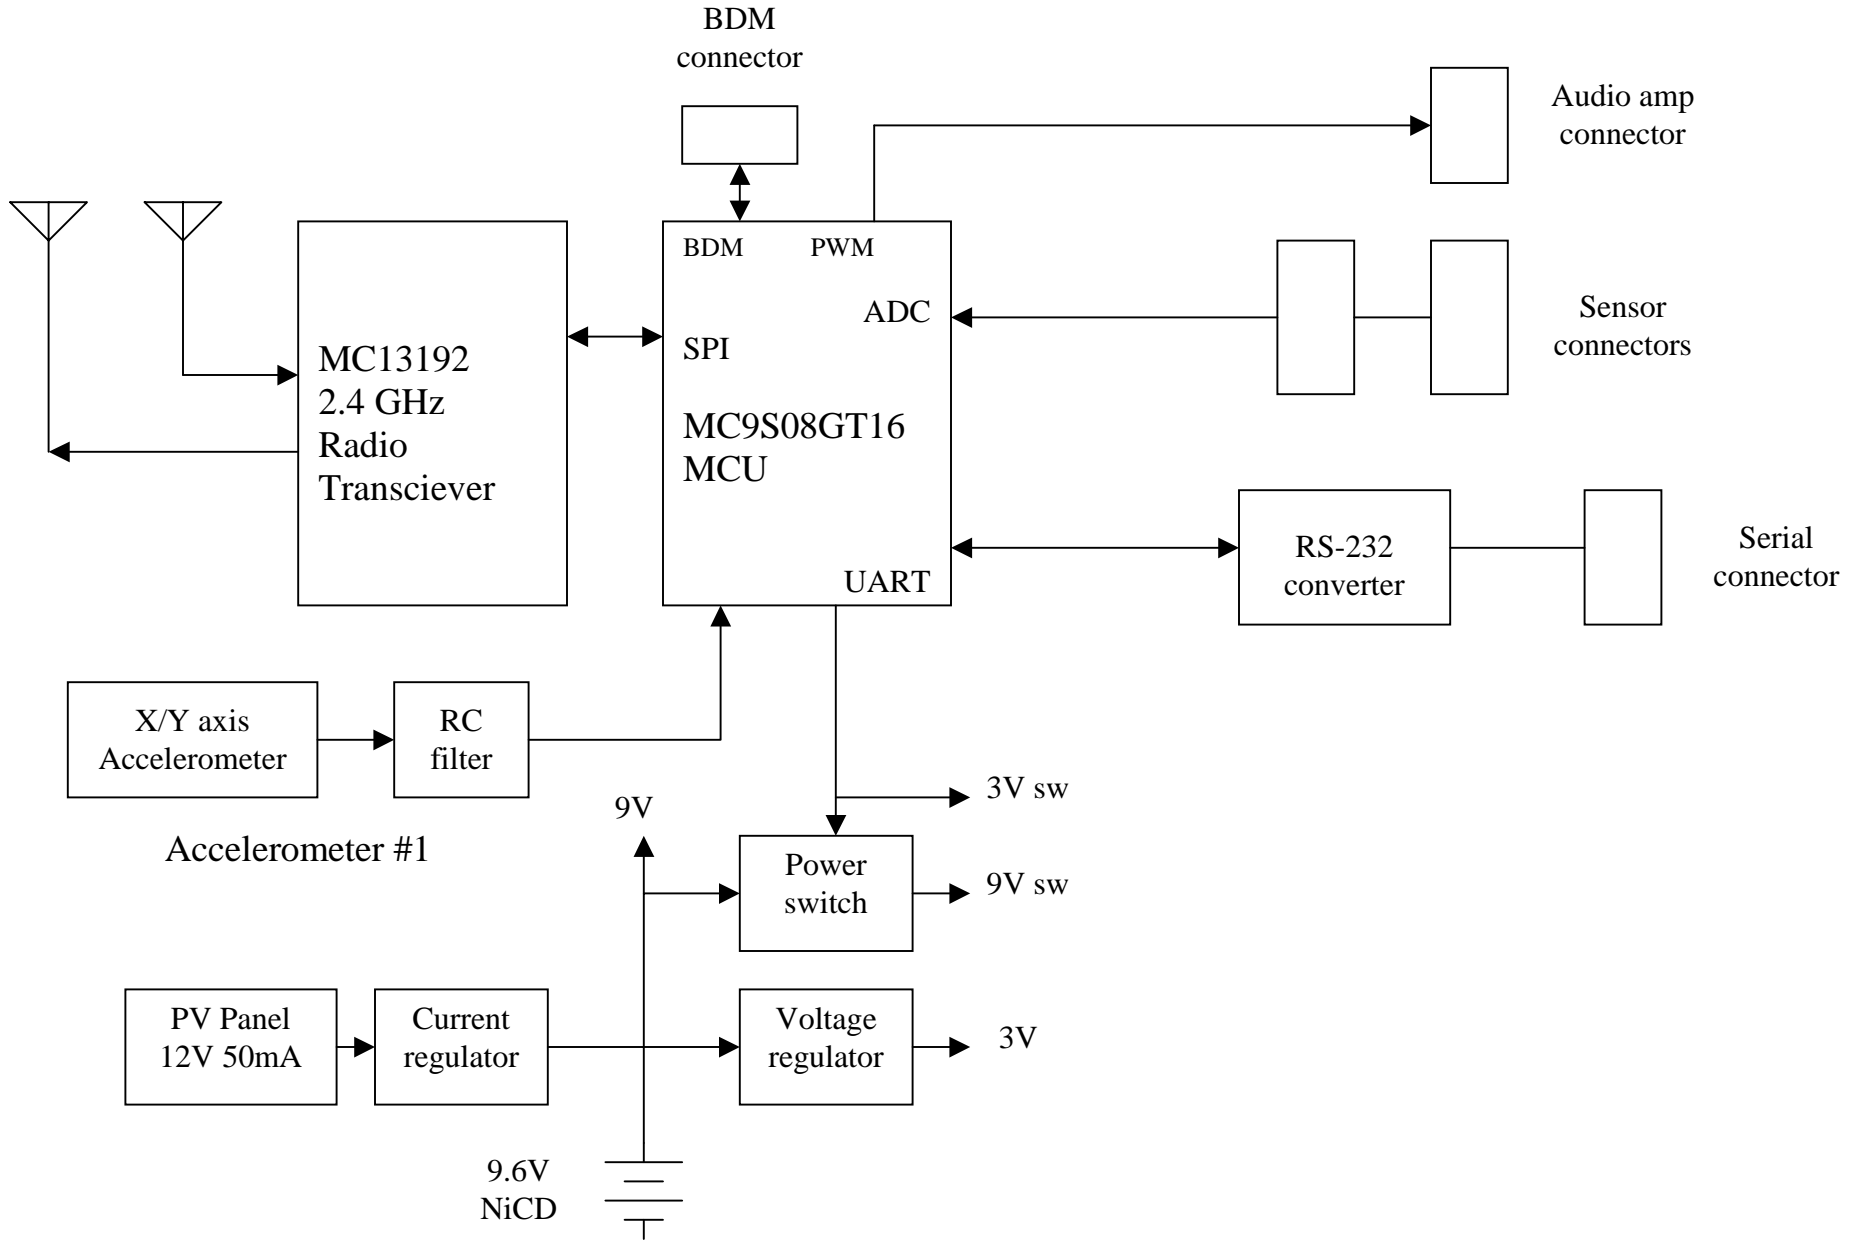 BDM
connector
Audio amp
connector
BDM
PWM
ADC
Sensor
connectors
SPI
MC13192
2.4 GHz
Radio
Transciever
MC9S08GT16
MCU
UART
RS-232
converter
Serial
connector
X/Y axis
Accelerometer
RC
filter
Accelerometer #1
9V
3V sw
Power
switch
9V sw
PV Panel
12V 50mA
Current
regulator
Voltage
regulator
3V
9.6V
NiCD